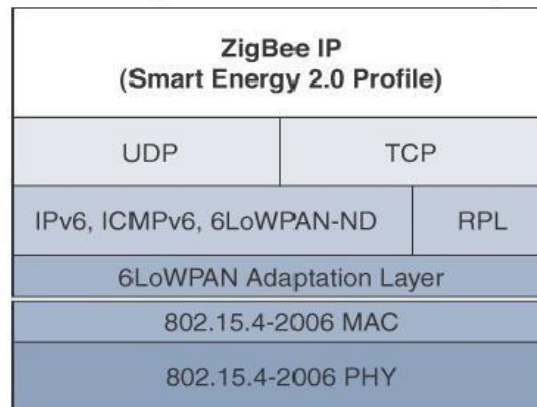 ZigBee IP
(Smart Energy 2.0 Profile)
UDP
TCP
IPv6, ICMPv6, 6LoWPAN-ND
RPL
6LoWPAN Adaptation Layer
802.15.4-2006 MAC
802.15.4-2006 PHY